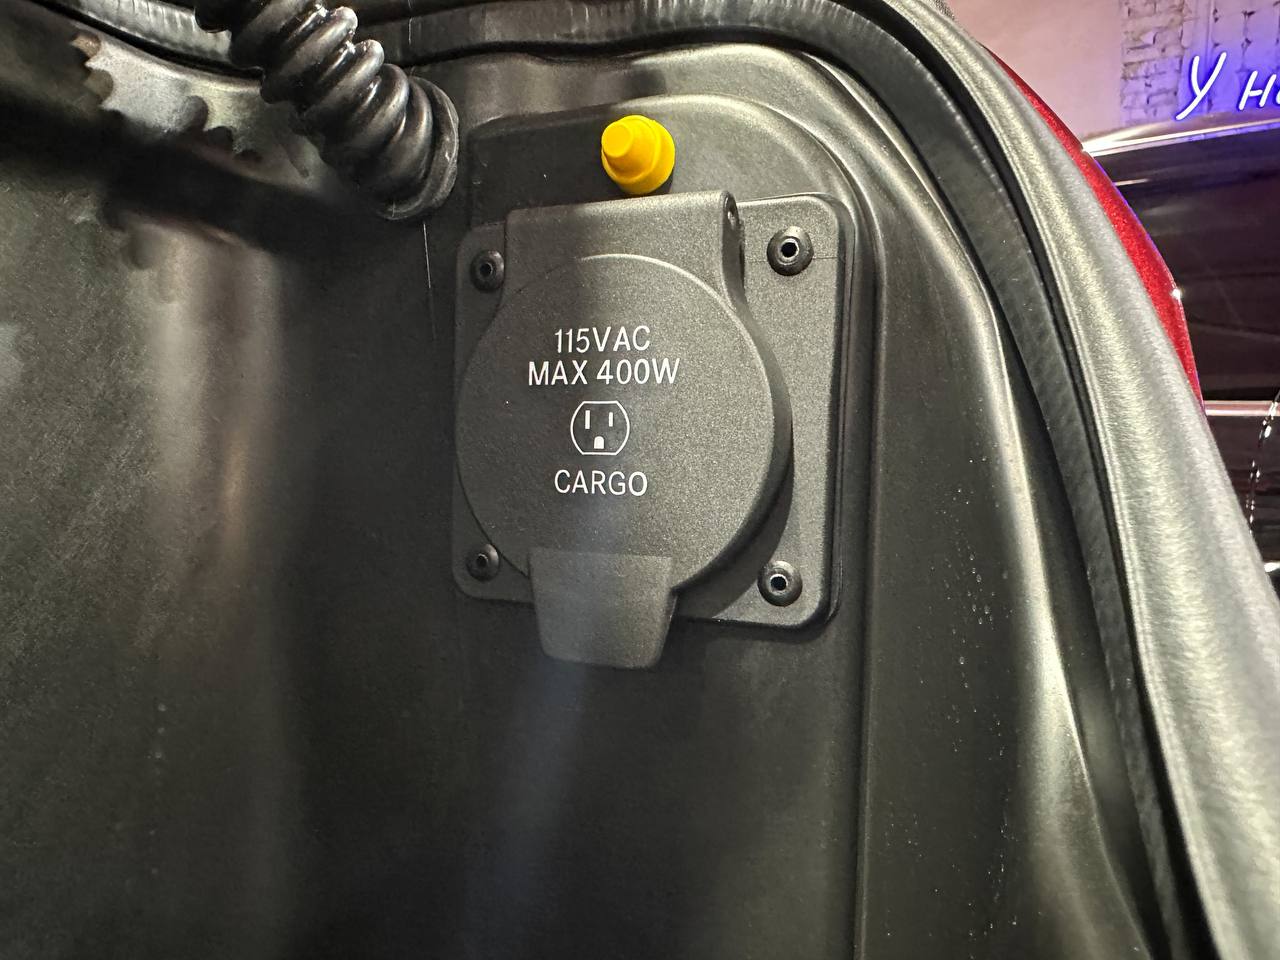 115VAC
MAX 400W
CARGO
У н